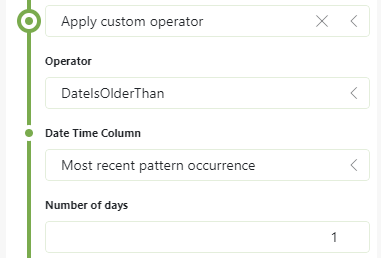 Apply custom operator
Operator
DateIsOlderThan
Date Time Column
Most recent pattern occurrence
Number of days
1